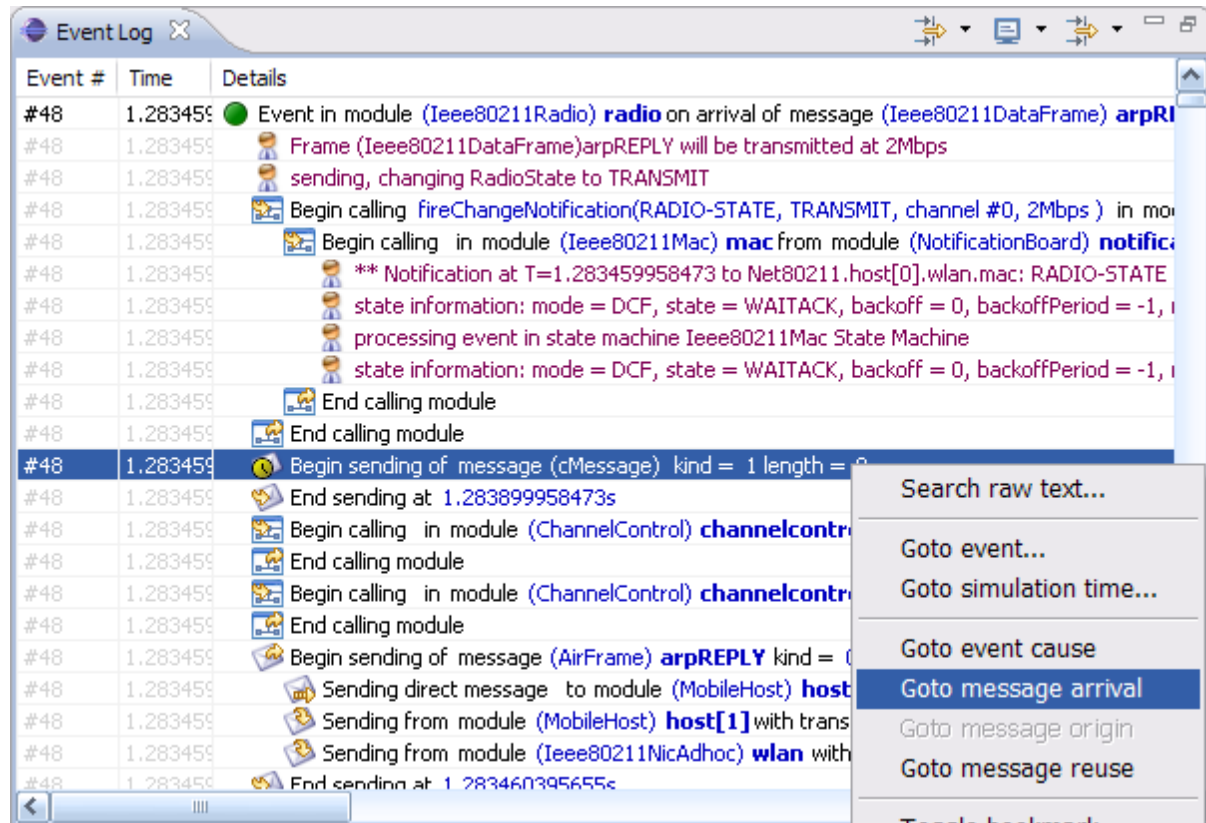 Event Log
Event # Time Details
#48 1.283459 Event in module (Ieee80211Radio) radio on arrival of message (Ieee80211DataFrame)
#48 1.283459 Frame (Ieee80211DataFrame)arpREPLY will be transmitted at 2Mbps
#48 1.283459 sending, changing RadioState to TRANSMIT
#48 1.283459 Begin calling fireChangeNotification(RADIO-STATE, TRANSMIT, channel #0, 2Mbps ) in
#48 1.283459 Begin calling in module (Ieee80211Mac) mac from module (NotificationBoard)
#48 1.283459 ** Notification at T=1.283459958473 to Net80211.host[0].wlan.mac: RADIO-STATE
#48 1.283459 state information: mode = DCF, state = WAITACK, backoff = 0, backoffPeriod = -1,
#48 1.283459 processing event in state machine Ieee80211Mac State Machine
#48 1.283459 state information: mode = DCF, state = WAITACK, backoff = 0, backoffPeriod = -1,
#48 1.283459 End calling module
#48 1.283459 End calling module
#48 1.283459 Begin sending of message (cMessage) kind = 1 length =
#48 1.283459 End sending at 1.283899958473s
#48 1.283459 Begin calling in module (ChannelControl) channelcontr
#48 1.283459 End calling module
#48 1.283459 Begin calling in module (ChannelControl) channelcontr
#48 1.283459 End calling module
#48 1.283459 Begin sending of message (AirFrame) arpREPLY kind =
#48 1.283459 Sending direct message to module (MobileHost) host
#48 1.283459 Sending from module (MobileHost) host[1] with trans
#48 1.283459 Sending from module (Ieee80211NicAdhoc) wlan with
#48 1.283459 End sending at 1.283460395655s
Search raw text...
Goto event...
Goto simulation time...
Goto event cause
Goto message arrival
Goto message origin
Goto message reuse
Toggle bookmark